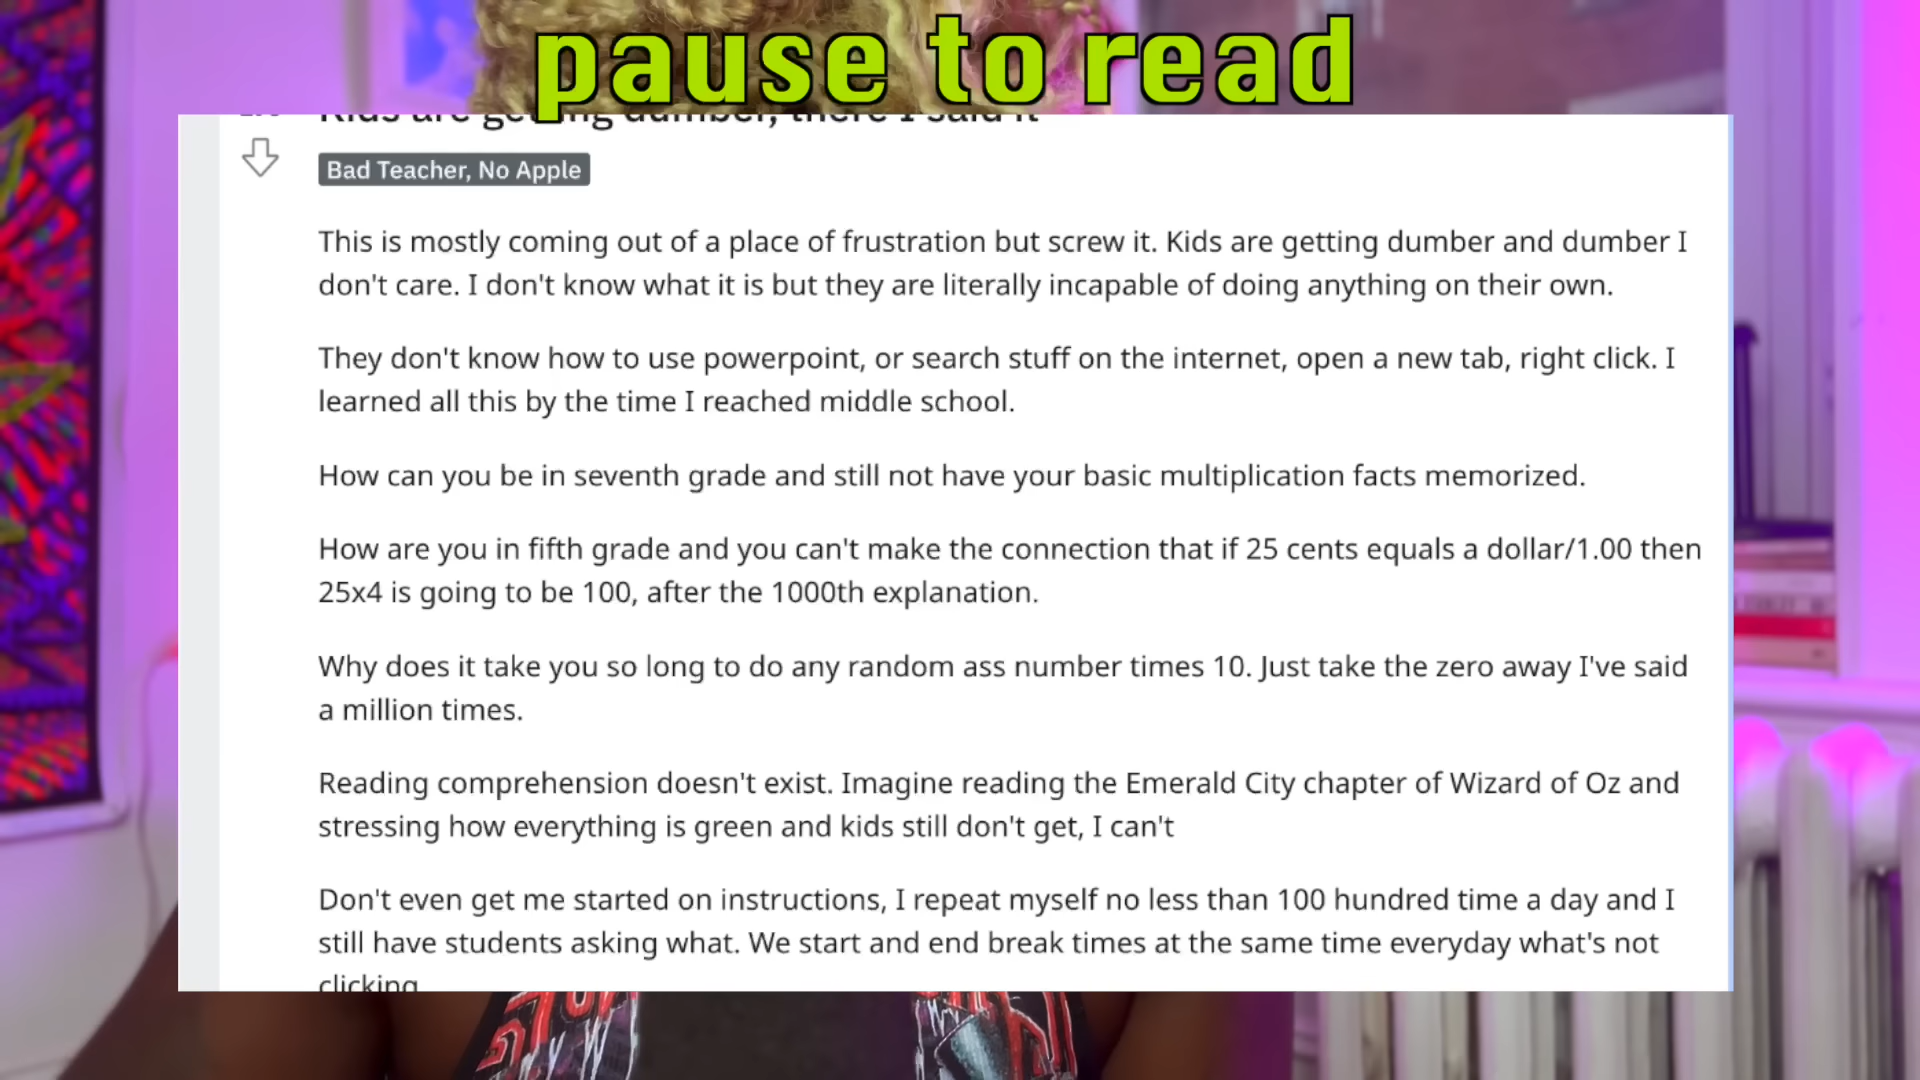 pause to read
Kids are getting dumber, there I said it
Bad Teacher, No Apple
This is mostly coming out of a place of frustration but screw it. Kids are getting dumber and dumber I
don't care. I don't know what it is but they are literally incapable of doing anything on their own.
They don't know how to use powerpoint, or search stuff on the internet, open a new tab, right click. I
learned all this by the time I reached middle school.
How can you be in seventh grade and still not have your basic multiplication facts memorized.
How are you in fifth grade and you can't make the connection that if 25 cents equals a dollar/1.00 then
25x4 is going to be 100, after the 1000th explanation.
Why does it take you so long to do any random ass number times 10. Just take the zero away I've said
a million times.
Reading comprehension doesn't exist. Imagine reading the Emerald City chapter of Wizard of Oz and
stressing how everything is green and kids still don't get, I can't
Don't even get me started on instructions, I repeat myself no less than 100 hundred time a day and I
still have students asking what. We start and end break times at the same time everyday what's not
clicking